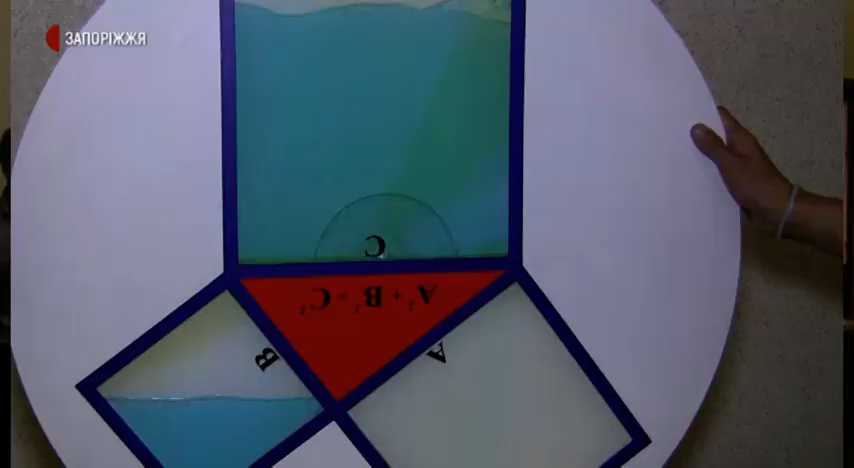 ЗАПОРІЖЖЯ
C
A² + B² = C²
B
A